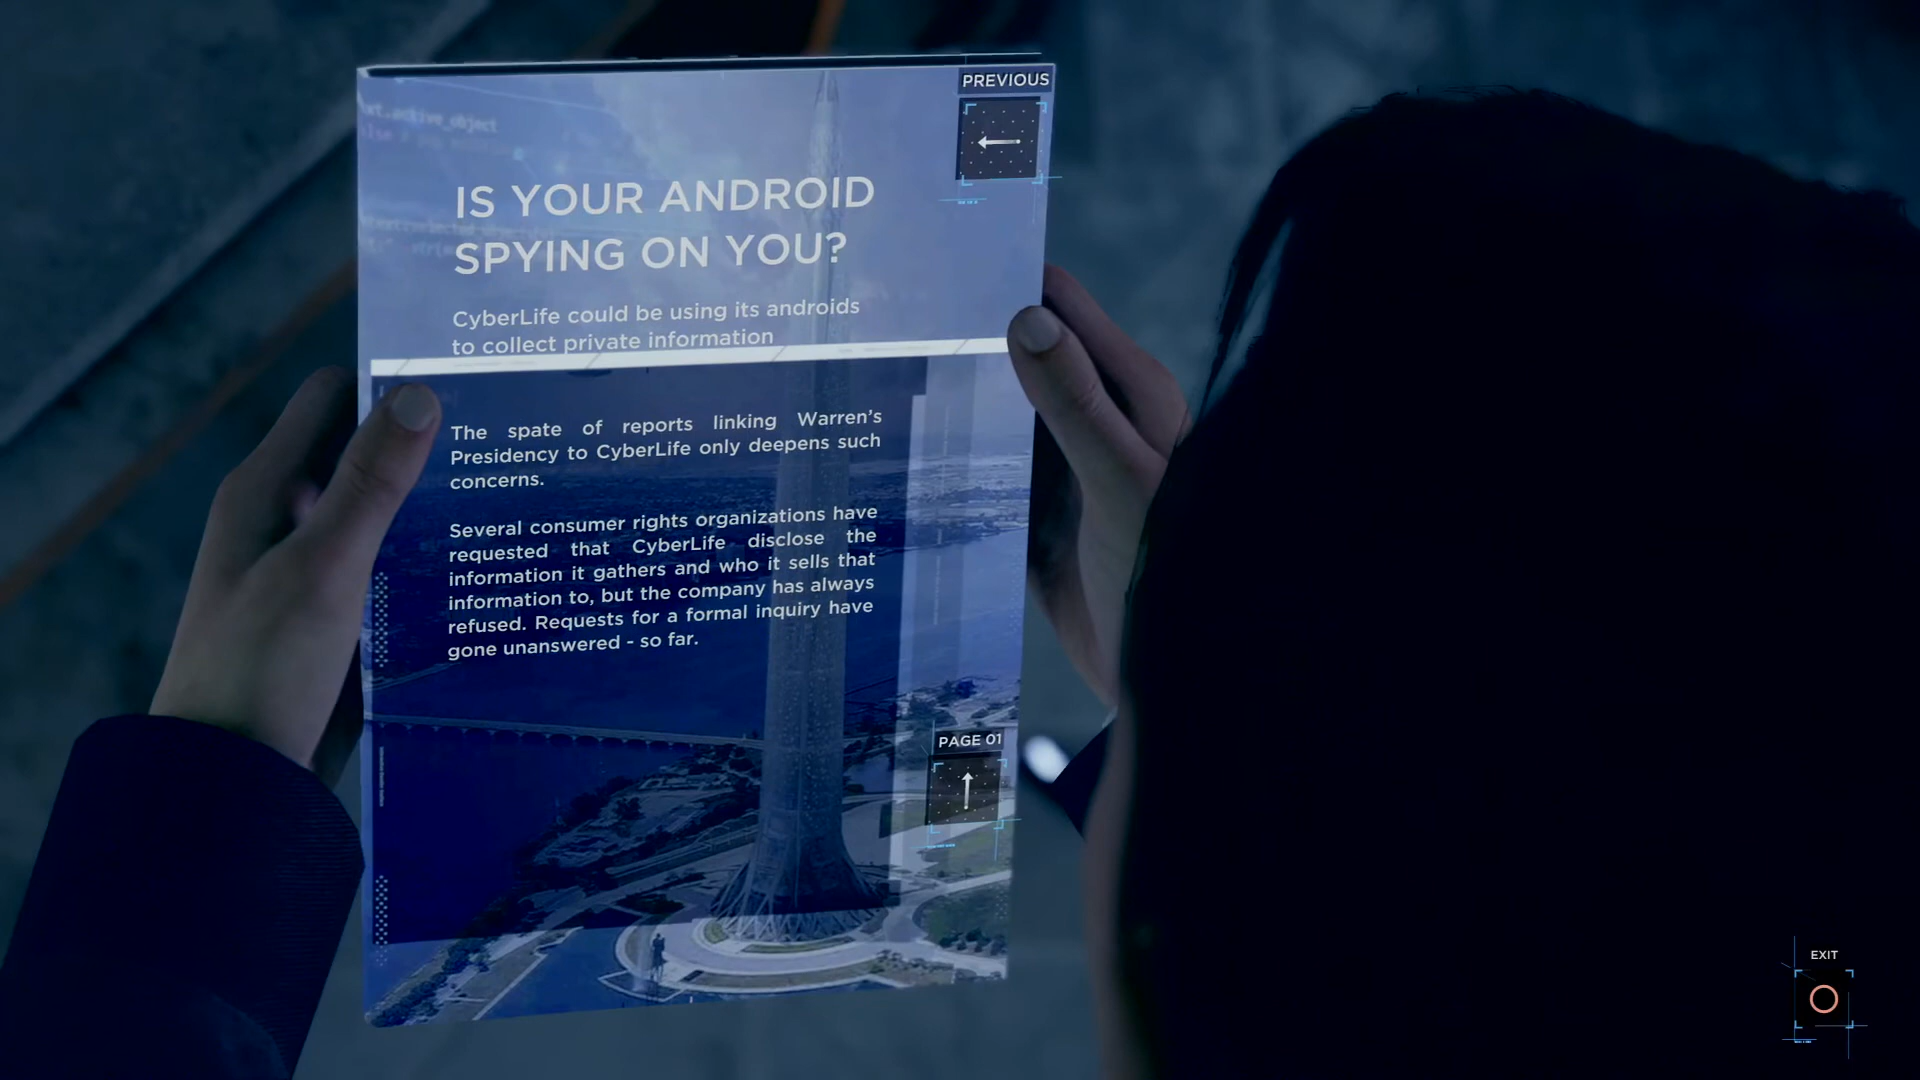 PREVIOUS
IS YOUR ANDROID
SPYING ON YOU?
CyberLife could be using its androids
to collect private information
The spate of reports linking Warren's
Presidency to CyberLife only deepens such
concerns.
Several consumer rights organizations have
requested that CyberLife disclose the
information it gathers and who it sells that
information to, but the company has always
refused. Requests for a formal inquiry have
gone unanswered - so far.
PAGE 01
EXIT